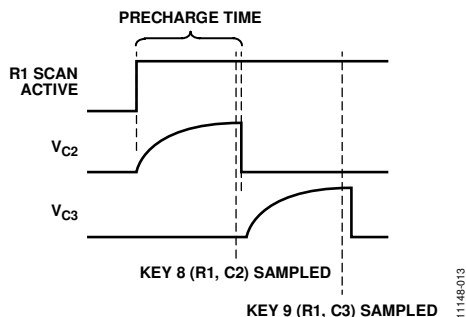 PRECHARGE TIME
R1 SCAN
ACTIVE
VC2
VC3
KEY 8 (R1, C2) SAMPLED
KEY 9 (R1, C3) SAMPLED
11148-013